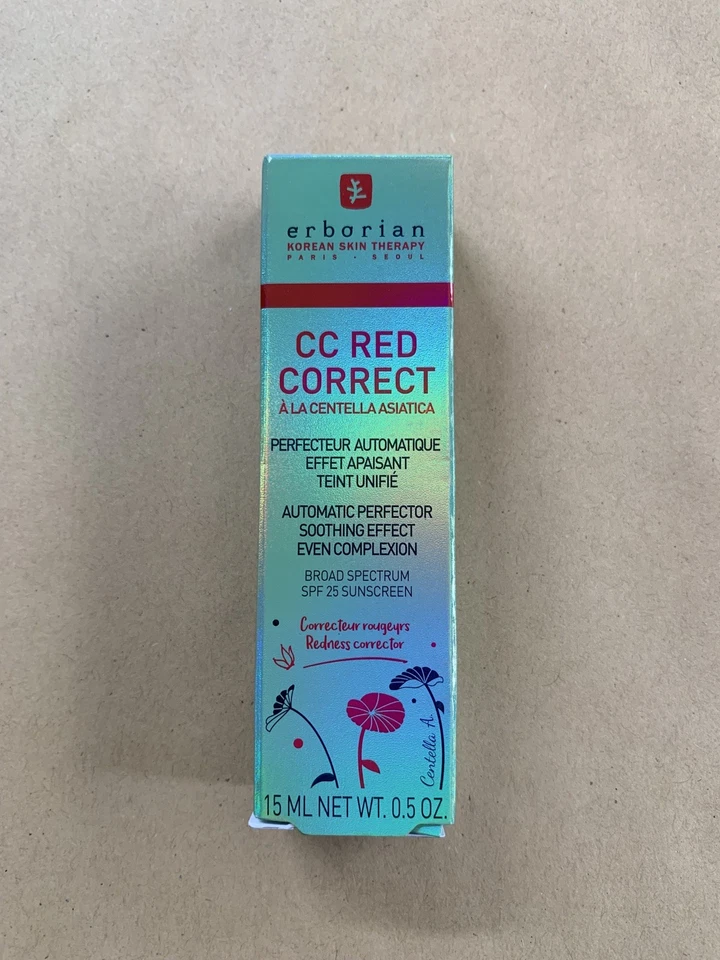 erborian
KOREAN SKIN THERAPY
PARIS · SEOUL
CC RED
CORRECT
À LA CENTELLA ASIATICA
PERFECTEUR AUTOMATIQUE
EFFET APAISANT
TEINT UNIFIÉ
AUTOMATIC PERFECTOR
SOOTHING EFFECT
EVEN COMPLEXION
BROAD SPECTRUM
SPF 25 SUNSCREEN
Correcteur rougeurs
Redness corrector
Centella A.
15 ML NET WT. 0.5 OZ.